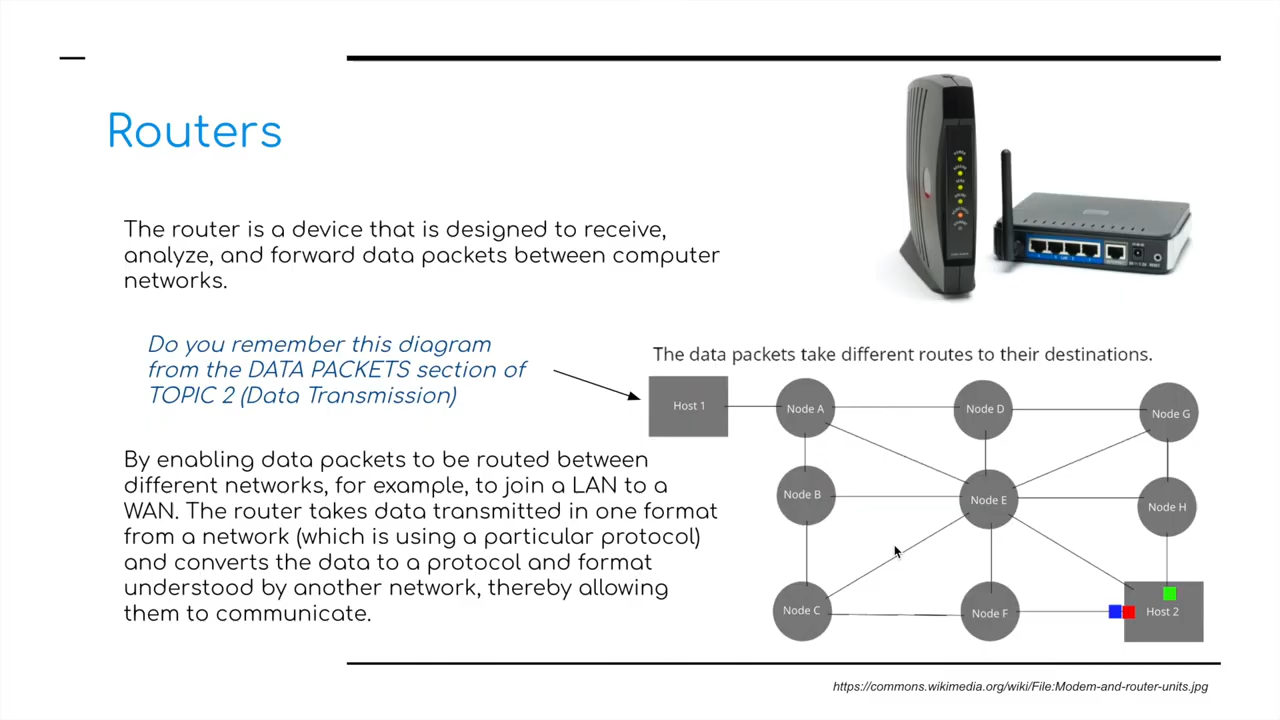 Routers
The router is a device that is designed to receive,
analyze, and forward data packets between computer
networks.
Do you remember this diagram
from the DATA PACKETS section of
TOPIC 2 (Data Transmission)
The data packets take different routes to their destinations.
Host 1
Node A
Node D
Node G
Node B
Node E
Node H
Node C
Node F
Host 2
By enabling data packets to be routed between
different networks, for example, to join a LAN to a
WAN. The router takes data transmitted in one format
from a network (which is using a particular protocol)
and converts the data to a protocol and format
understood by another network, thereby allowing
them to communicate.
https://commons.wikimedia.org/wiki/File:Modem-and-router-units.jpg